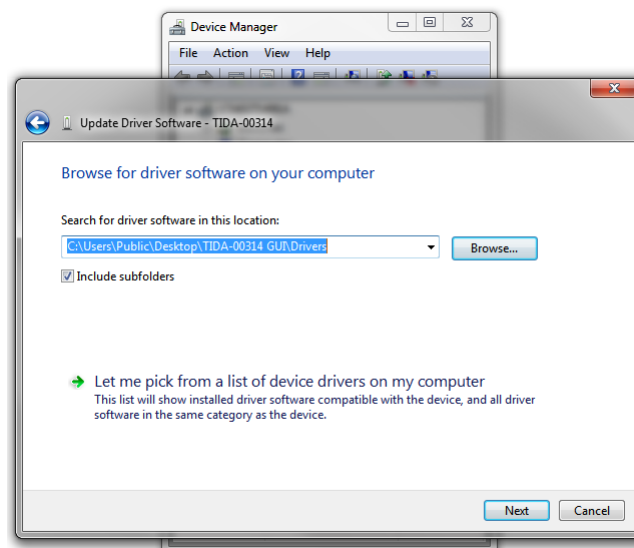 Device Manager
File Action View Help
Update Driver Software - TIDA-00314
Browse for driver software on your computer
Search for driver software in this location:
C:\Users\Public\Desktop\TIDA-00314 GUI\Drivers
Browse...
Include subfolders
Let me pick from a list of device drivers on my computer
This list will show installed driver software compatible with the device, and all driver
software in the same category as the device.
Next Cancel